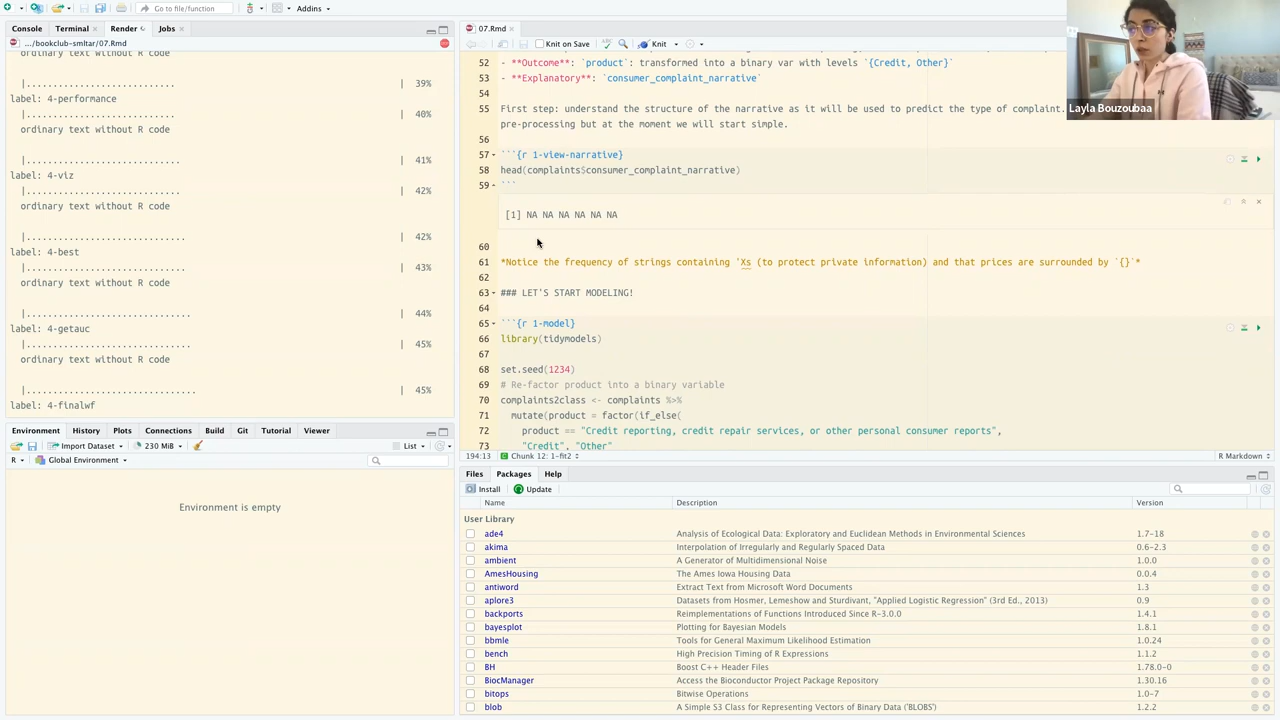 Go to file/function
Addins
Console
Terminal
Render
Jobs
.../bookclub-smltar/07.Rmd
ordinary text without R code
|........................... | 39%
label: 4-performance
|........................... | 40%
ordinary text without R code
|............................ | 41%
label: 4-viz
|............................ | 42%
ordinary text without R code
|............................. | 42%
label: 4-best
|............................. | 43%
ordinary text without R code
|.............................. | 44%
label: 4-getauc
|.............................. | 45%
ordinary text without R code
|............................... | 45%
label: 4-finalwf
Environment
History
Plots
Connections
Build
Git
Tutorial
Viewer
Import Dataset
230 MiB
List
R
Global Environment
Environment is empty
07.Rmd
Knit on Save
Knit
52 - **Outcome**: `product`: transformed into a binary var with levels `{Credit, Other}`
53 - **Explanatory**: `consumer_complaint_narrative`
54
55 First step: understand the structure of the narrative as it will be used to predict the type of complaint.
pre-processing but at the moment we will start simple.
56
57 ```{r 1-view-narrative}
58 head(complaints$consumer_complaint_narrative)
59 ```
[1] NA NA NA NA NA NA
60
61 *Notice the frequency of strings containing 'Xs (to protect private information) and that prices are surrounded by `{}`*
62
63 ### LET'S START MODELING!
64
65 ```{r 1-model}
66 library(tidymodels)
67
68 set.seed(1234)
69 # Re-factor product into a binary variable
70 complaints2class <- complaints %>%
71 mutate(product = factor(if_else(
72 product == "Credit reporting, credit repair services, or other personal consumer reports",
73 "Credit", "Other"
194:13
Chunk 12: 1-fit2
R Markdown
Layla Bouzoubaa
Files
Packages
Help
Install
Update
Name Description Version
User Library
ade4 Analysis of Ecological Data: Exploratory and Euclidean Methods in Environmental Sciences 1.7-18
akima Interpolation of Irregularly and Regularly Spaced Data 0.6-2.3
ambient A Generator of Multidimensional Noise 1.0.0
AmesHousing The Ames Iowa Housing Data 0.0.4
antiword Extract Text from Microsoft Word Documents 1.3
aplore3 Datasets from Hosmer, Lemeshow and Sturdivant, "Applied Logistic Regression" (3rd Ed., 2013) 0.9
backports Reimplementations of Functions Introduced Since R-3.0.0 1.4.1
bayesplot Plotting for Bayesian Models 1.8.1
bbmle Tools for General Maximum Likelihood Estimation 1.0.24
bench High Precision Timing of R Expressions 1.1.2
BH Boost C++ Header Files 1.78.0-0
BiocManager Access the Bioconductor Project Package Repository 1.30.16
bitops Bitwise Operations 1.0-7
blob A Simple S3 Class for Representing Vectors of Binary Data ('BLOBS') 1.2.2